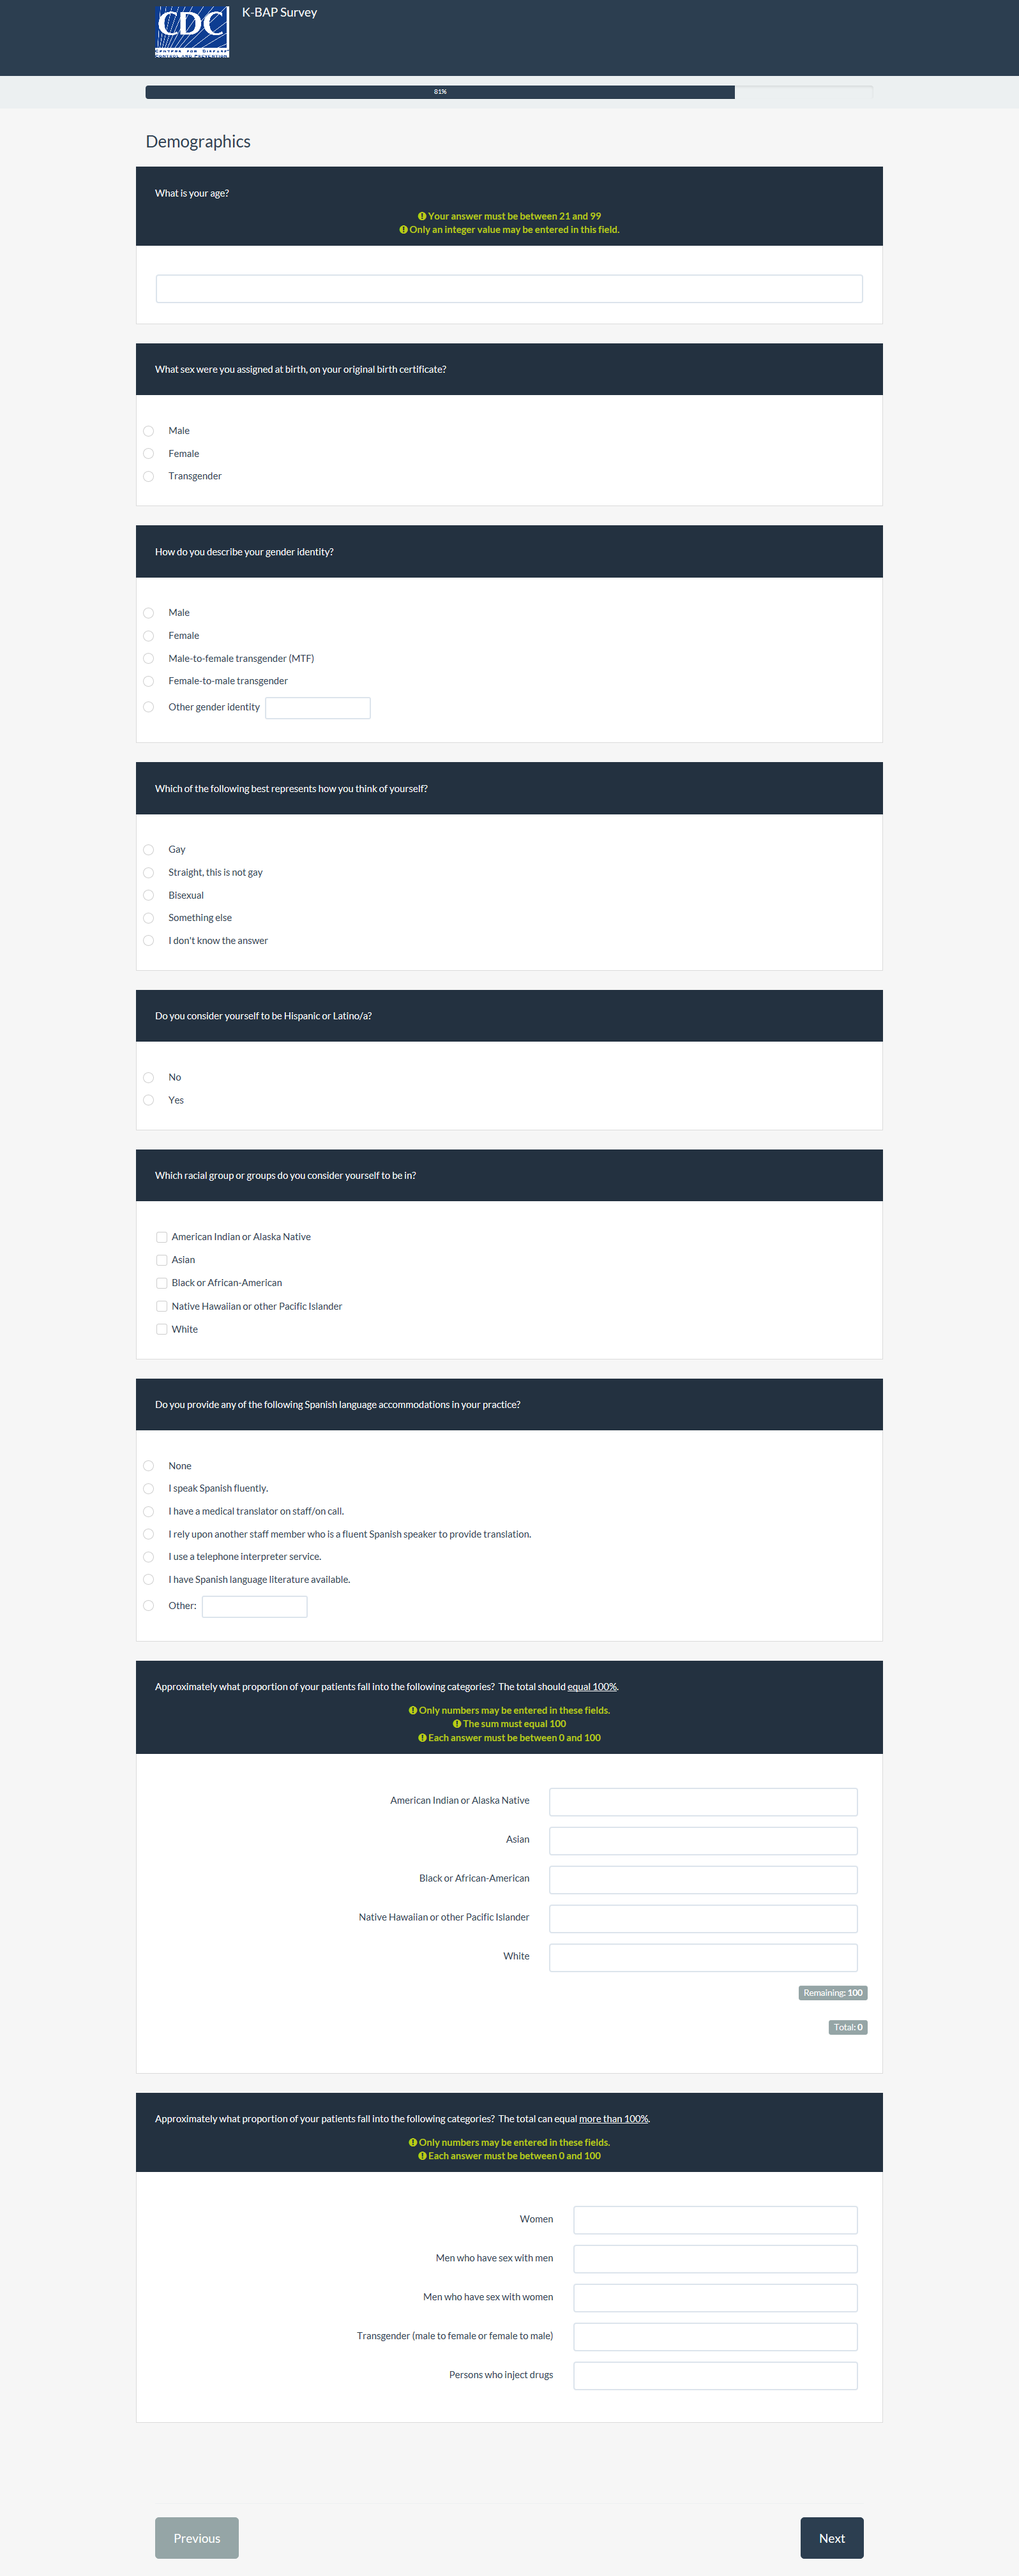 CDC
CENTERS FOR DISEASE
CONTROL AND PREVENTION
K-BAP Survey
81%
Demographics
What is your age?
Your answer must be between 21 and 99
Only an integer value may be entered in this field.
What sex were you assigned at birth, on your original birth certificate?
Male
Female
Transgender
How do you describe your gender identity?
Male
Female
Male-to-female transgender (MTF)
Female-to-male transgender
Other gender identity
Which of the following best represents how you think of yourself?
Gay
Straight, this is not gay
Bisexual
Something else
I don't know the answer
Do you consider yourself to be Hispanic or Latino/a?
No
Yes
Which racial group or groups do you consider yourself to be in?
American Indian or Alaska Native
Asian
Black or African-American
Native Hawaiian or other Pacific Islander
White
Do you provide any of the following Spanish language accommodations in your practice?
None
I speak Spanish fluently.
I have a medical translator on staff/on call.
I rely upon another staff member who is a fluent Spanish speaker to provide translation.
I use a telephone interpreter service.
I have Spanish language literature available.
Other:
Approximately what proportion of your patients fall into the following categories? The total should equal 100%.
Only numbers may be entered in these fields.
The sum must equal 100
Each answer must be between 0 and 100
American Indian or Alaska Native
Asian
Black or African-American
Native Hawaiian or other Pacific Islander
White
Remaining: 100
Total: 0
Approximately what proportion of your patients fall into the following categories? The total can equal more than 100%.
Only numbers may be entered in these fields.
Each answer must be between 0 and 100
Women
Men who have sex with men
Men who have sex with women
Transgender (male to female or female to male)
Persons who inject drugs
Previous
Next